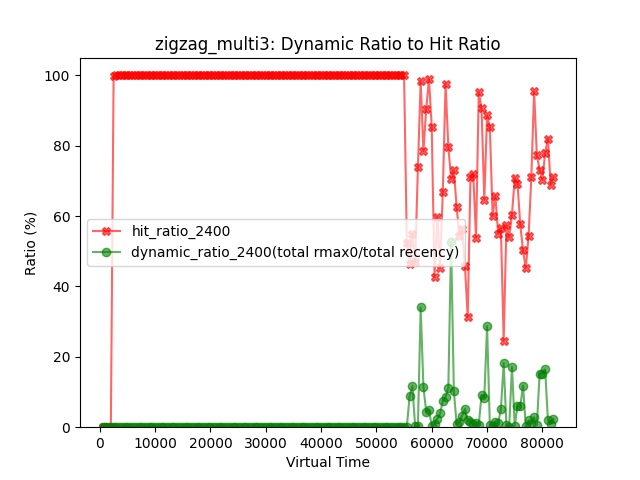 zigzag_multi3: Dynamic Ratio to Hit Ratio
100
80
60
40
20
0
Ratio (%)
hit_ratio_2400
dynamic_ratio_2400(total rmax0/total recency)
0 10000 20000 30000 40000 50000 60000 70000 80000
Virtual Time